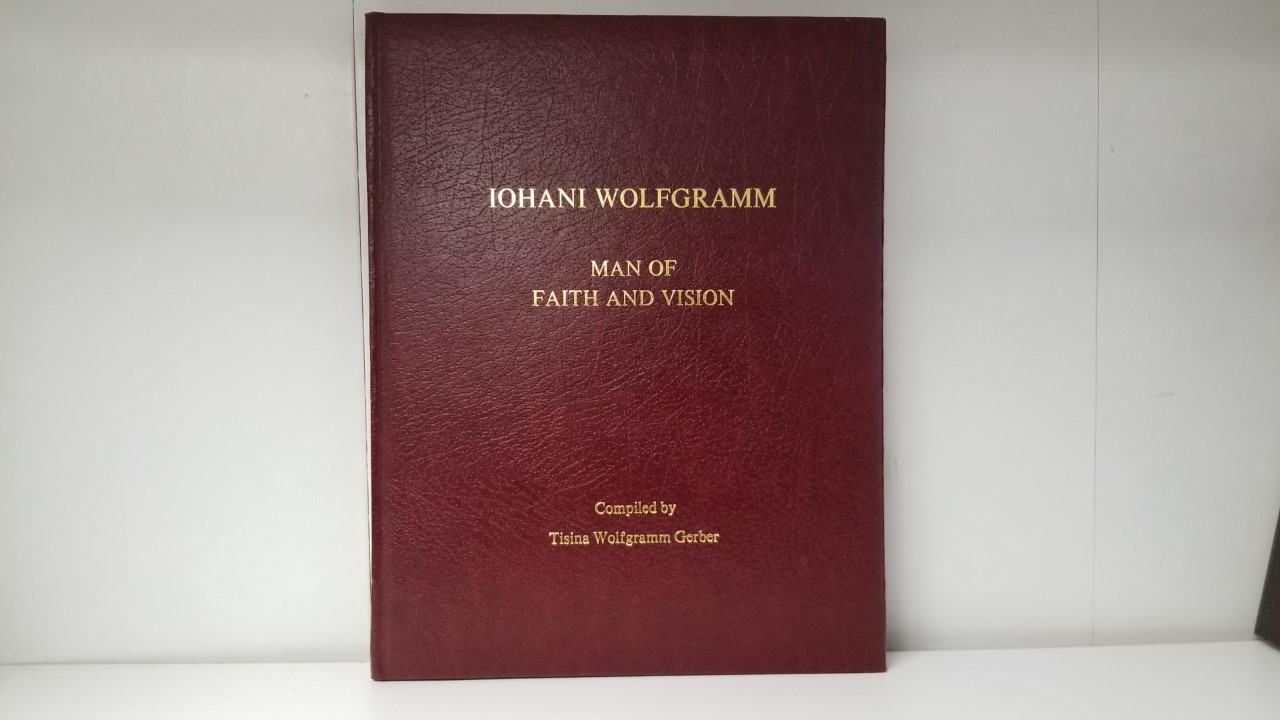 IOHANI WOLFGRAMM
MAN OF
FAITH AND VISION
Compiled by
Tisina Wolfgramm Gerber